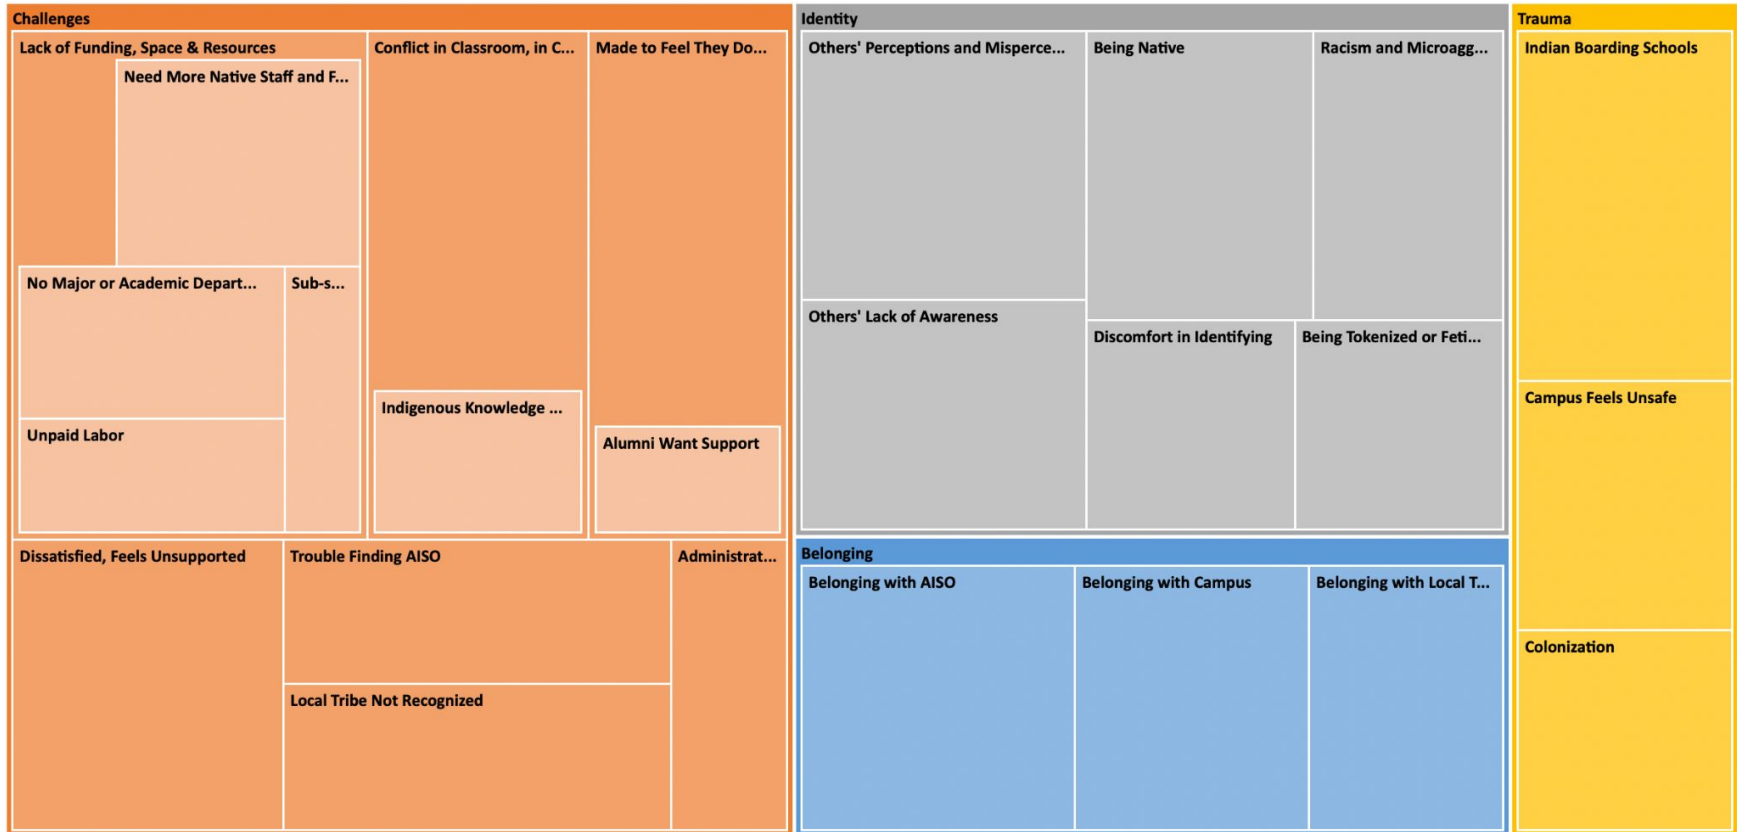 Challenges
Lack of Funding, Space & Resources
Need More Native Staff and F...
No Major or Academic Depart...
Sub-s...
Unpaid Labor
Conflict in Classroom, in C...
Indigenous Knowledge ...
Made to Feel They Do...
Alumni Want Support
Dissatisfied, Feels Unsupported
Trouble Finding AISO
Local Tribe Not Recognized
Administrat...
Identity
Others' Perceptions and Misperce...
Being Native
Racism and Microagg...
Others' Lack of Awareness
Discomfort in Identifying
Being Tokenized or Feti...
Belonging
Belonging with AISO
Belonging with Campus
Belonging with Local T...
Trauma
Indian Boarding Schools
Campus Feels Unsafe
Colonization